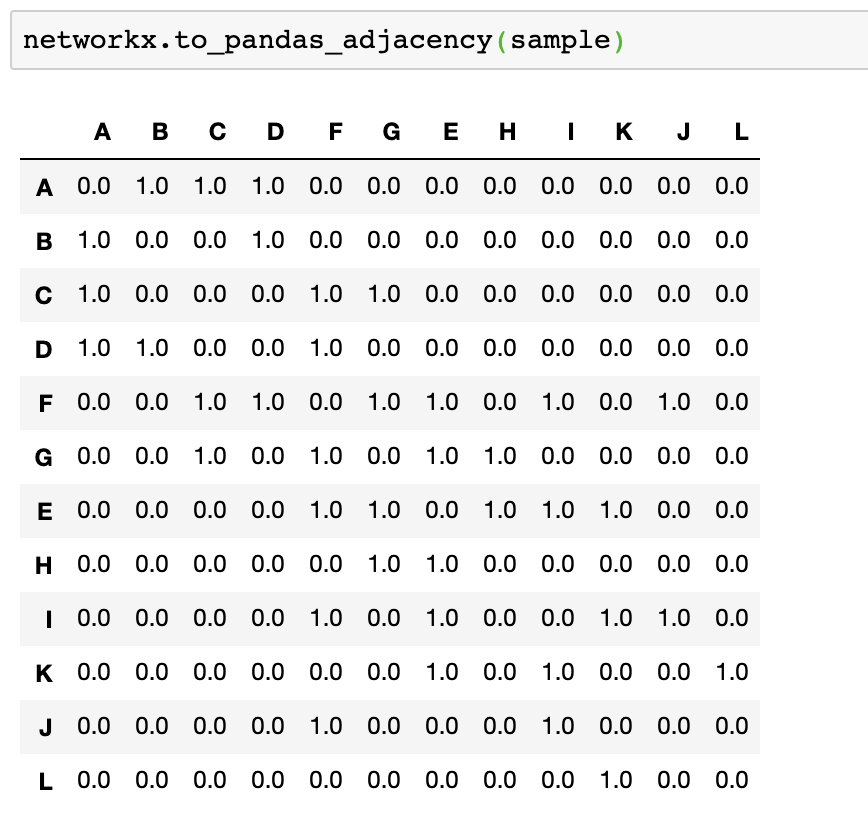 networkx.to_pandas_adjacency(sample)
A B C D F G E H I K J L
A 0.0 1.0 1.0 1.0 0.0 0.0 0.0 0.0 0.0 0.0 0.0 0.0
B 1.0 0.0 0.0 1.0 0.0 0.0 0.0 0.0 0.0 0.0 0.0 0.0
C 1.0 0.0 0.0 0.0 1.0 1.0 0.0 0.0 0.0 0.0 0.0 0.0
D 1.0 1.0 0.0 0.0 1.0 0.0 0.0 0.0 0.0 0.0 0.0 0.0
F 0.0 0.0 1.0 1.0 0.0 1.0 1.0 0.0 1.0 0.0 1.0 0.0
G 0.0 0.0 1.0 0.0 1.0 0.0 1.0 1.0 0.0 0.0 0.0 0.0
E 0.0 0.0 0.0 0.0 1.0 1.0 0.0 1.0 1.0 1.0 0.0 0.0
H 0.0 0.0 0.0 0.0 0.0 1.0 1.0 0.0 0.0 0.0 0.0 0.0
I 0.0 0.0 0.0 0.0 1.0 0.0 1.0 0.0 0.0 1.0 1.0 0.0
K 0.0 0.0 0.0 0.0 0.0 0.0 1.0 0.0 1.0 0.0 0.0 1.0
J 0.0 0.0 0.0 0.0 1.0 0.0 0.0 0.0 1.0 0.0 0.0 0.0
L 0.0 0.0 0.0 0.0 0.0 0.0 0.0 0.0 0.0 1.0 0.0 0.0